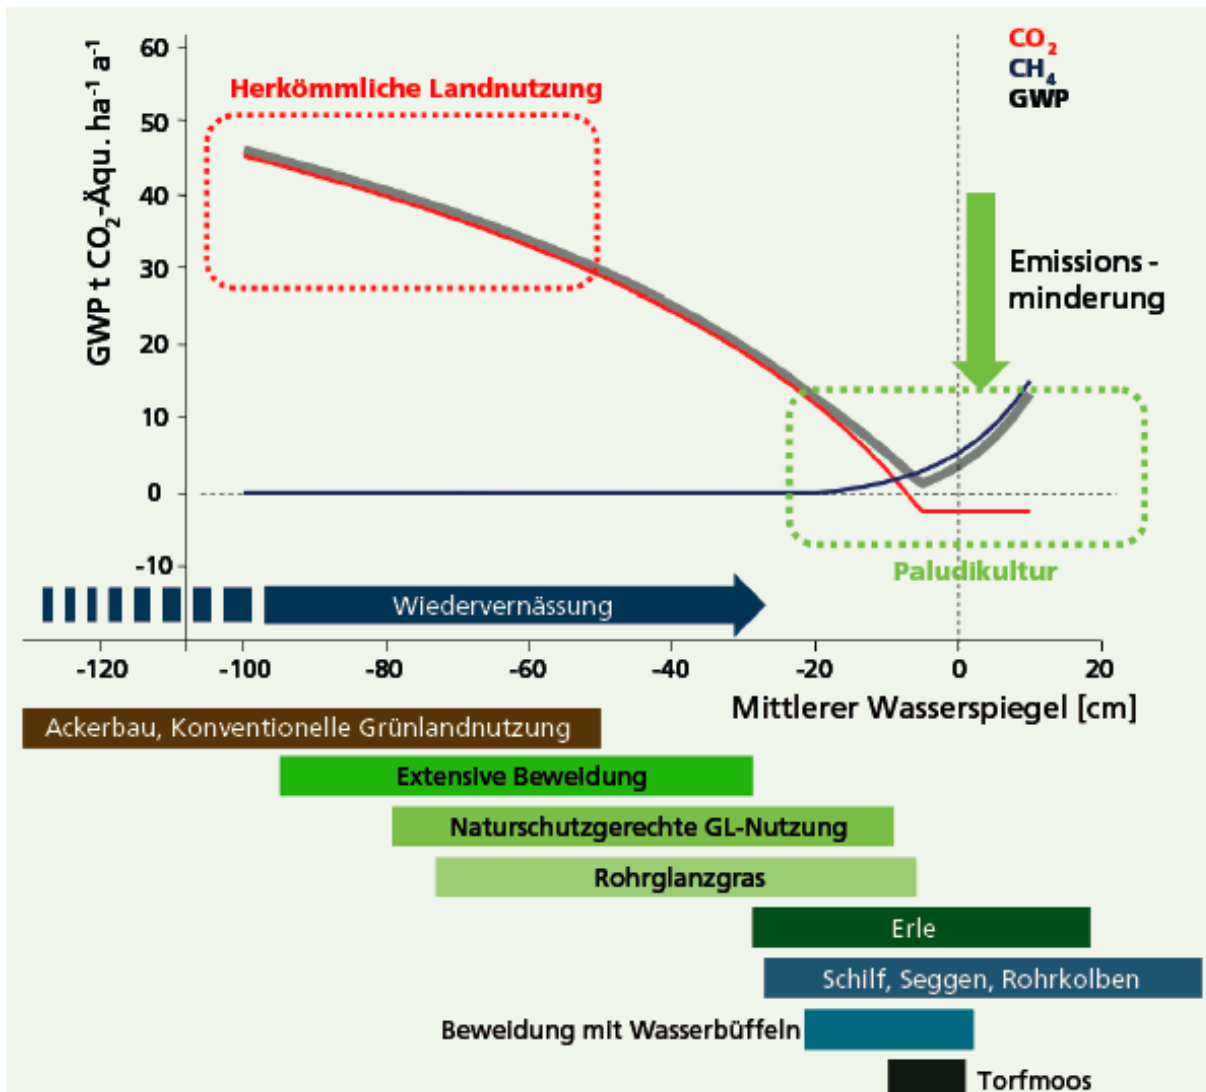 GWP t CO₂-Äqu. ha⁻¹ a⁻¹
60
50
40
30
20
10
0
-10
Herkömmliche Landnutzung
CO₂
CH₄
GWP
Emissions -
minderung
Paludikultur
Wiedervernässung
-120 -100 -80 -60 -40 -20 0 20
Mittlerer Wasserspiegel [cm]
Ackerbau, Konventionelle Grünlandnutzung
Extensive Beweidung
Naturschutzgerechte GL-Nutzung
Rohrglanzgras
Erle
Schilf, Seggen, Rohrkolben
Beweidung mit Wasserbüffeln
Torfmoos